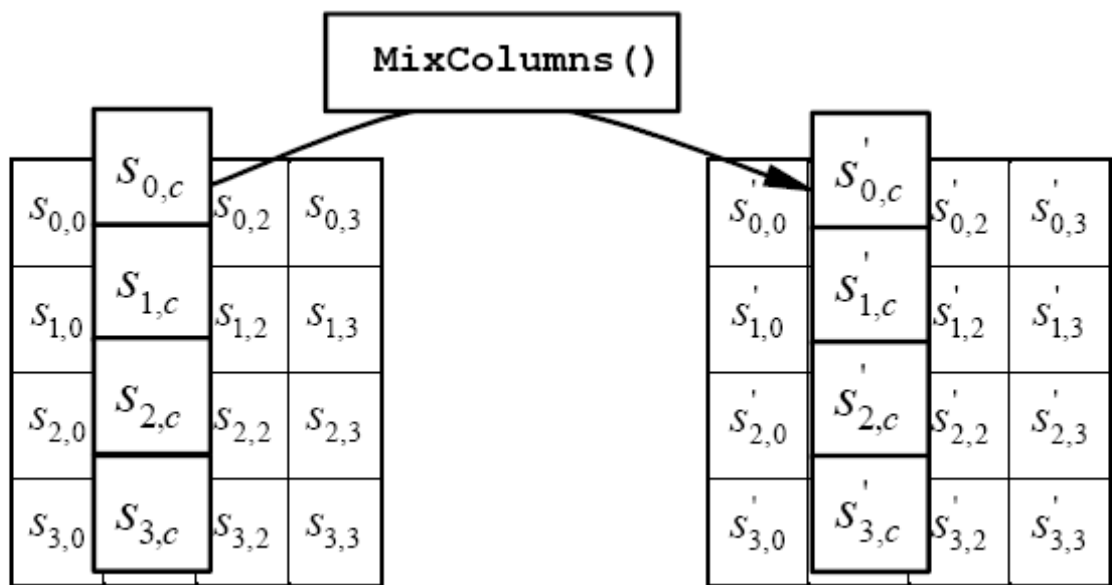 MixColumns()
S0,c S'0,c
S0,0 S0,2 S0,3 S'0,0 S'0,2 S'0,3
S1,c S'1,c
S1,0 S1,2 S1,3 S'1,0 S'1,2 S'1,3
S2,c S'2,c
S2,0 S2,2 S2,3 S'2,0 S'2,2 S'2,3
S3,c S'3,c
S3,0 S3,2 S3,3 S'3,0 S'3,2 S'3,3